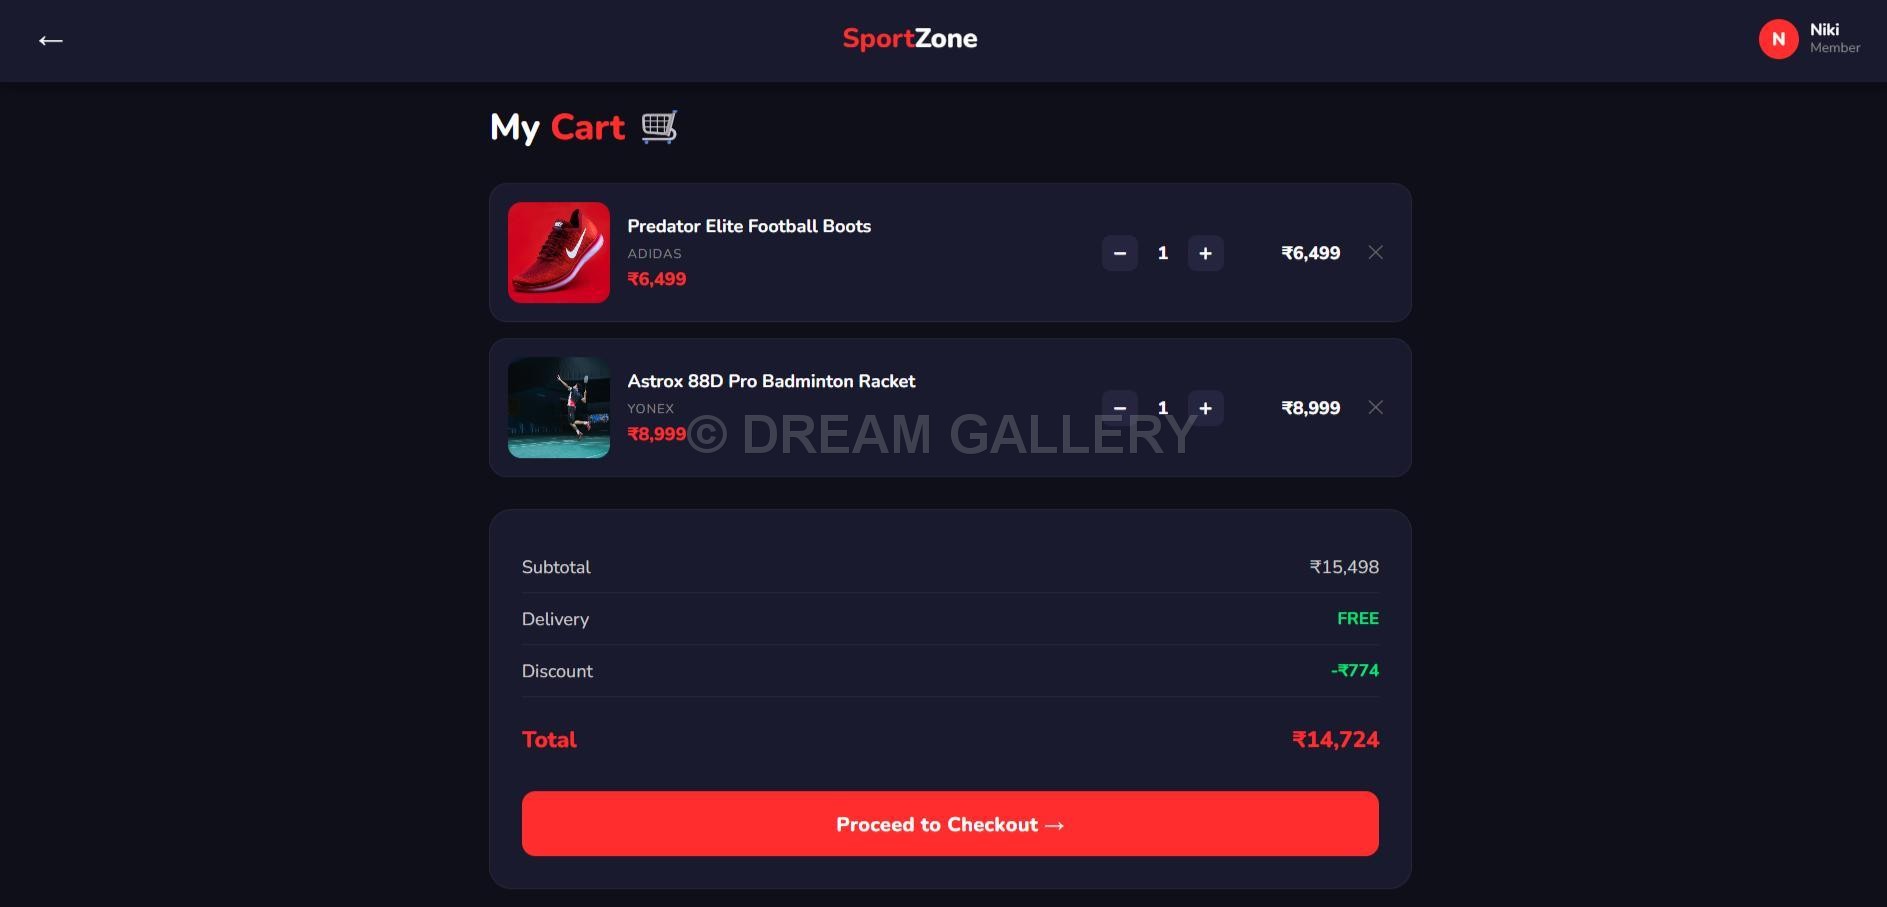 ←
SportZone
N
Niki
Member
My Cart
Predator Elite Football Boots
ADIDAS
₹6,499
− 1 +
₹6,499 ×
Astrox 88D Pro Badminton Racket
YONEX
₹8,999
− 1 +
₹8,999 ×
© DREAM GALLERY
Subtotal ₹15,498
Delivery FREE
Discount -₹774
Total ₹14,724
Proceed to Checkout →